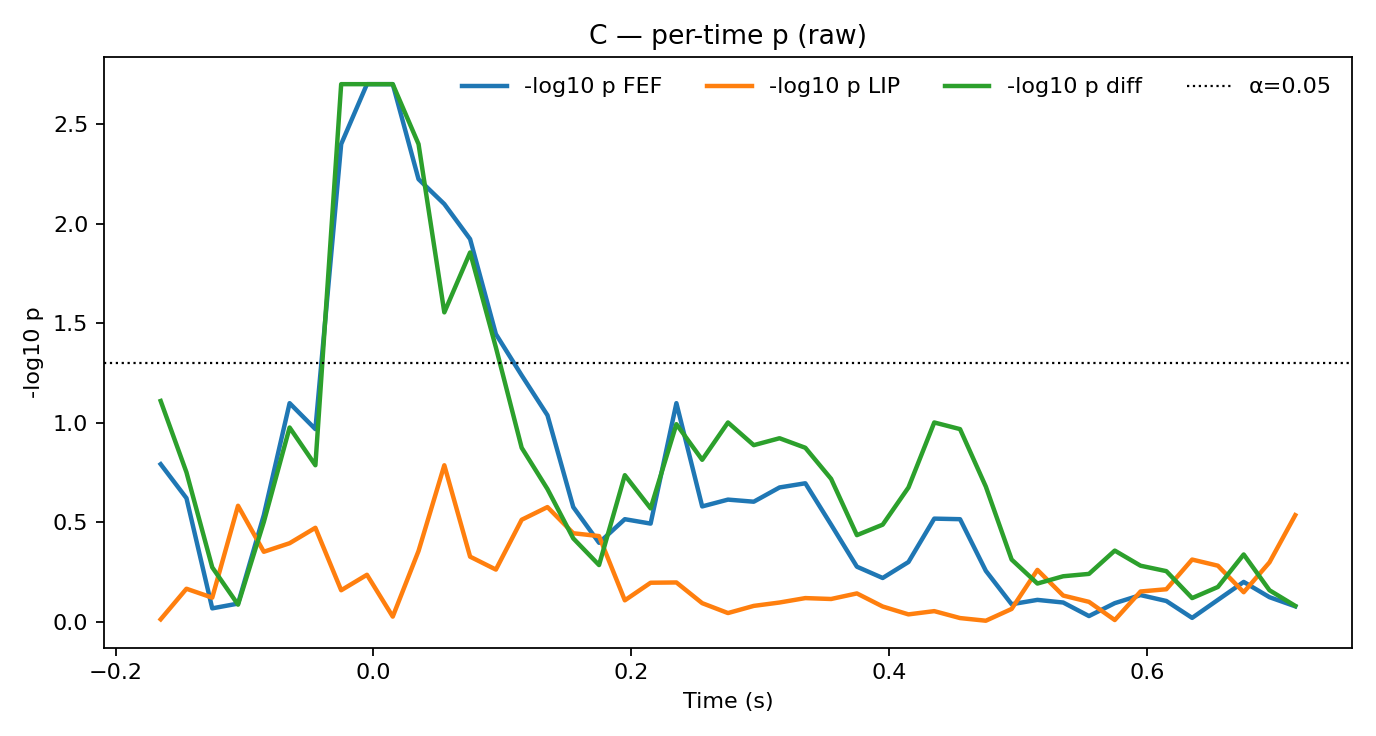 C — per-time p (raw)
-log10 p FEF
-log10 p LIP
-log10 p diff
α=0.05
-log10 p
2.5
2.0
1.5
1.0
0.5
0.0
−0.2
0.0
0.2
0.4
0.6
Time (s)